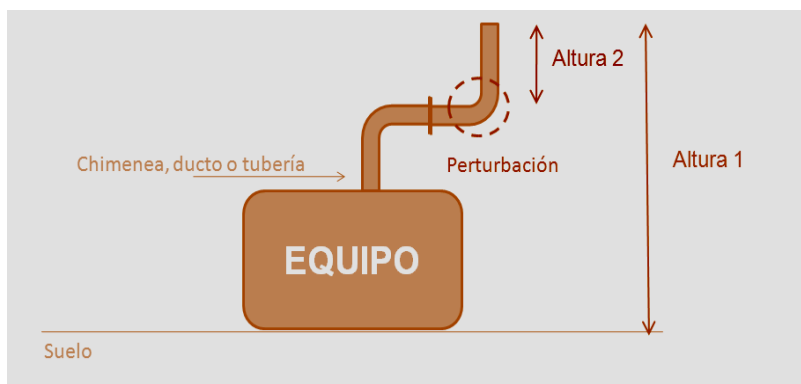 Altura 2
Chimenea, ducto o tubería
Perturbación
Altura 1
EQUIPO
Suelo